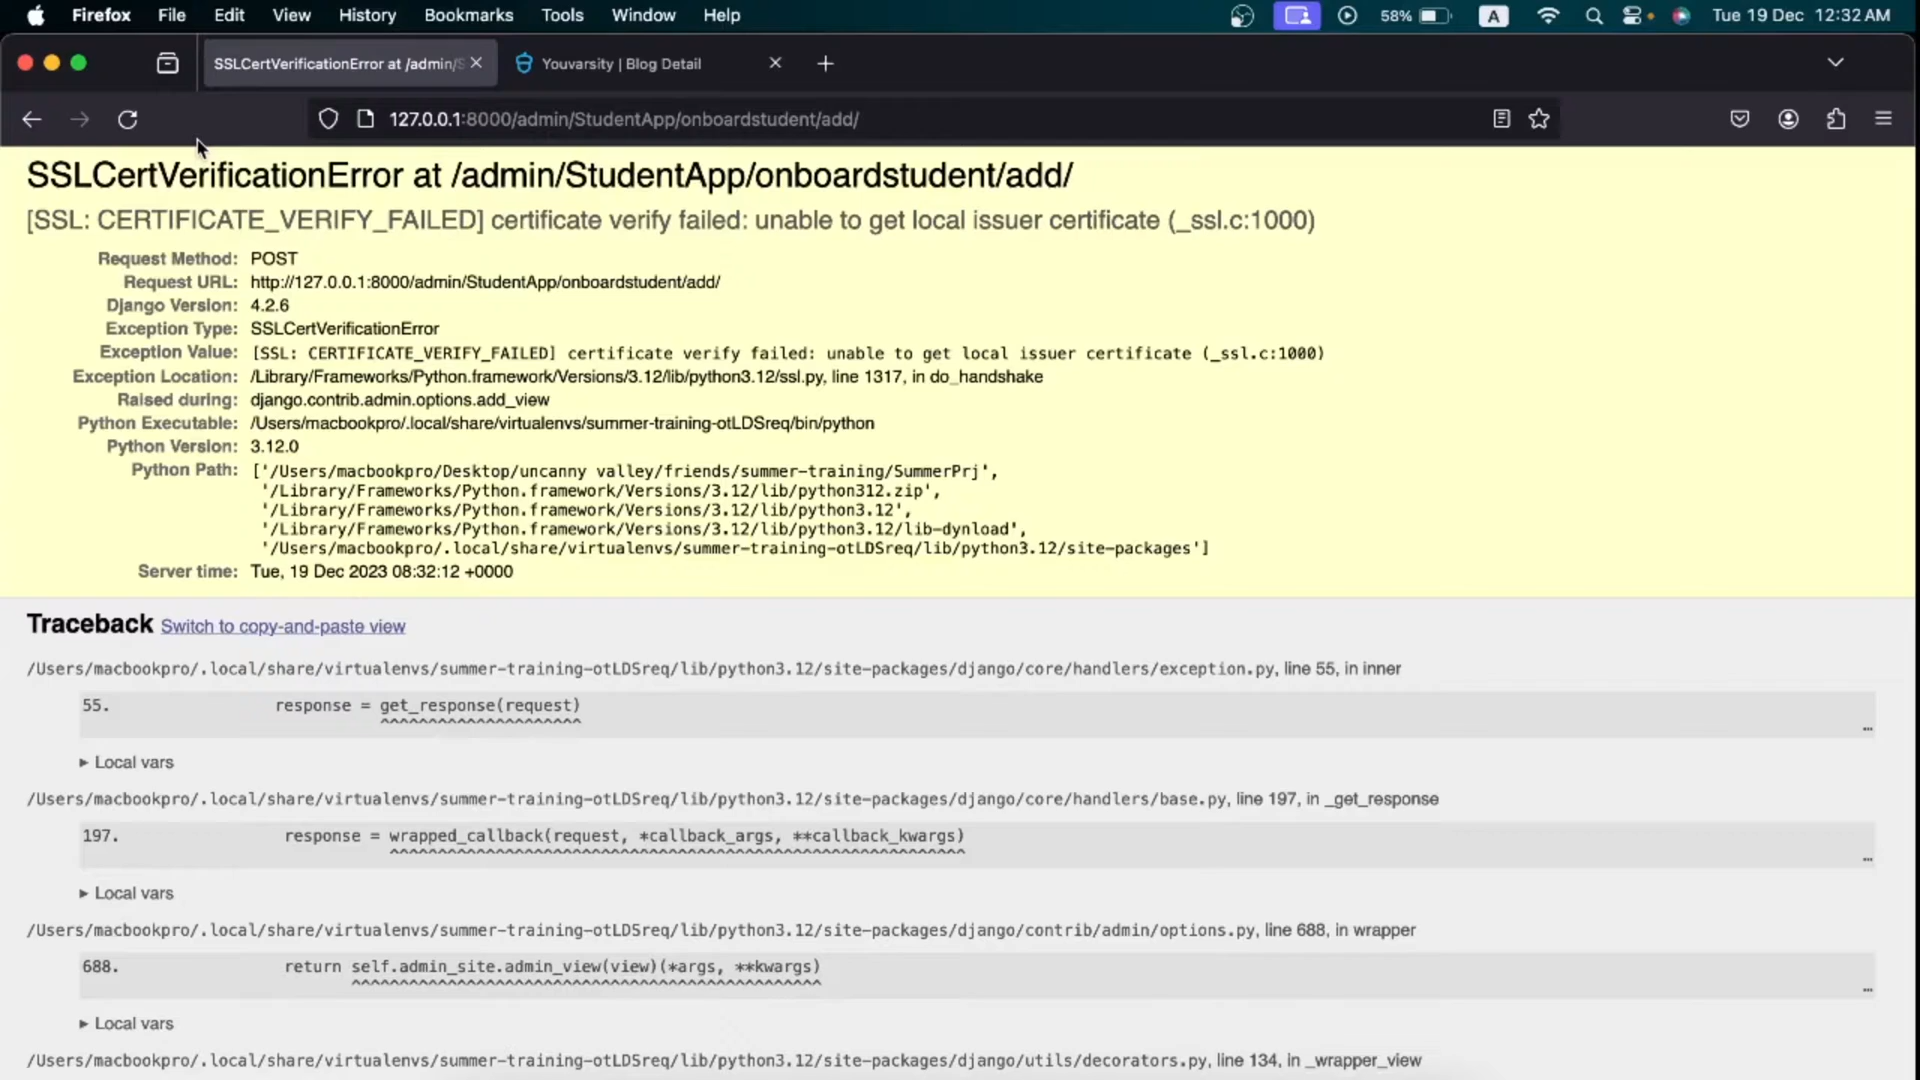 Firefox File Edit View History Bookmarks Tools Window Help 58% A Tue 19 Dec 12:32 AM
SSLCertVerificationError at /admin/S Youvarsity | Blog Detail
127.0.0.1:8000/admin/StudentApp/onboardstudent/add/
SSLCertVerificationError at /admin/StudentApp/onboardstudent/add/
[SSL: CERTIFICATE_VERIFY_FAILED] certificate verify failed: unable to get local issuer certificate (_ssl.c:1000)
Request Method: POST
Request URL: http://127.0.0.1:8000/admin/StudentApp/onboardstudent/add/
Django Version: 4.2.6
Exception Type: SSLCertVerificationError
Exception Value: [SSL: CERTIFICATE_VERIFY_FAILED] certificate verify failed: unable to get local issuer certificate (_ssl.c:1000)
Exception Location: /Library/Frameworks/Python.framework/Versions/3.12/lib/python3.12/ssl.py, line 1317, in do_handshake
Raised during: django.contrib.admin.options.add_view
Python Executable: /Users/macbookpro/.local/share/virtualenvs/summer-training-otLDSreq/bin/python
Python Version: 3.12.0
Python Path: ['/Users/macbookpro/Desktop/uncanny valley/friends/summer-training/SummerPrj',
'/Library/Frameworks/Python.framework/Versions/3.12/lib/python312.zip',
'/Library/Frameworks/Python.framework/Versions/3.12/lib/python3.12',
'/Library/Frameworks/Python.framework/Versions/3.12/lib/python3.12/lib-dynload',
'/Users/macbookpro/.local/share/virtualenvs/summer-training-otLDSreq/lib/python3.12/site-packages']
Server time: Tue, 19 Dec 2023 08:32:12 +0000
Traceback Switch to copy-and-paste view
/Users/macbookpro/.local/share/virtualenvs/summer-training-otLDSreq/lib/python3.12/site-packages/django/core/handlers/exception.py, line 55, in inner
55. response = get_response(request)
^^^^^^^^^^^^^^^^^^^^^
…
▶ Local vars
/Users/macbookpro/.local/share/virtualenvs/summer-training-otLDSreq/lib/python3.12/site-packages/django/core/handlers/base.py, line 197, in _get_response
197. response = wrapped_callback(request, *callback_args, **callback_kwargs)
^^^^^^^^^^^^^^^^^^^^^^^^^^^^^^^^^^^^^^^^^^^^^^^^^^^^^^^^^^^^
…
▶ Local vars
/Users/macbookpro/.local/share/virtualenvs/summer-training-otLDSreq/lib/python3.12/site-packages/django/contrib/admin/options.py, line 688, in wrapper
688. return self.admin_site.admin_view(view)(*args, **kwargs)
^^^^^^^^^^^^^^^^^^^^^^^^^^^^^^^^^^^^^^^^^^^^^^^^^
…
▶ Local vars
/Users/macbookpro/.local/share/virtualenvs/summer-training-otLDSreq/lib/python3.12/site-packages/django/utils/decorators.py, line 134, in _wrapper_view